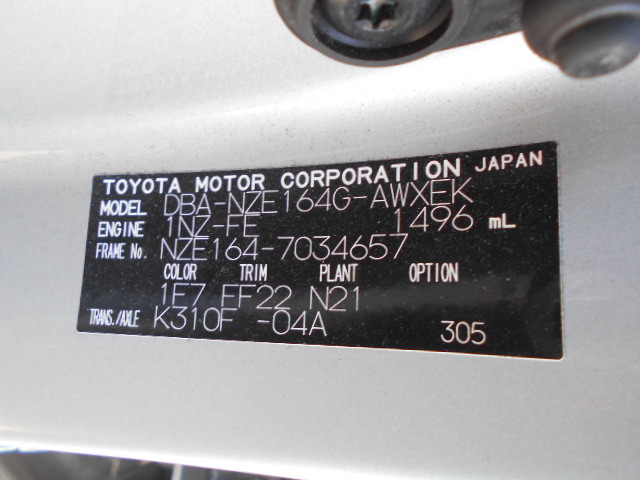 TOYOTA MOTOR CORPORATION JAPAN
MODEL DBA-NZE164G-AWXEK
ENGINE 1NZ-FE 1496 mL
FRAME No. NZE164-7034657
COLOR TRIM PLANT OPTION
1F7 FF22 N21
TRANS./AXLE K310F -04A 305